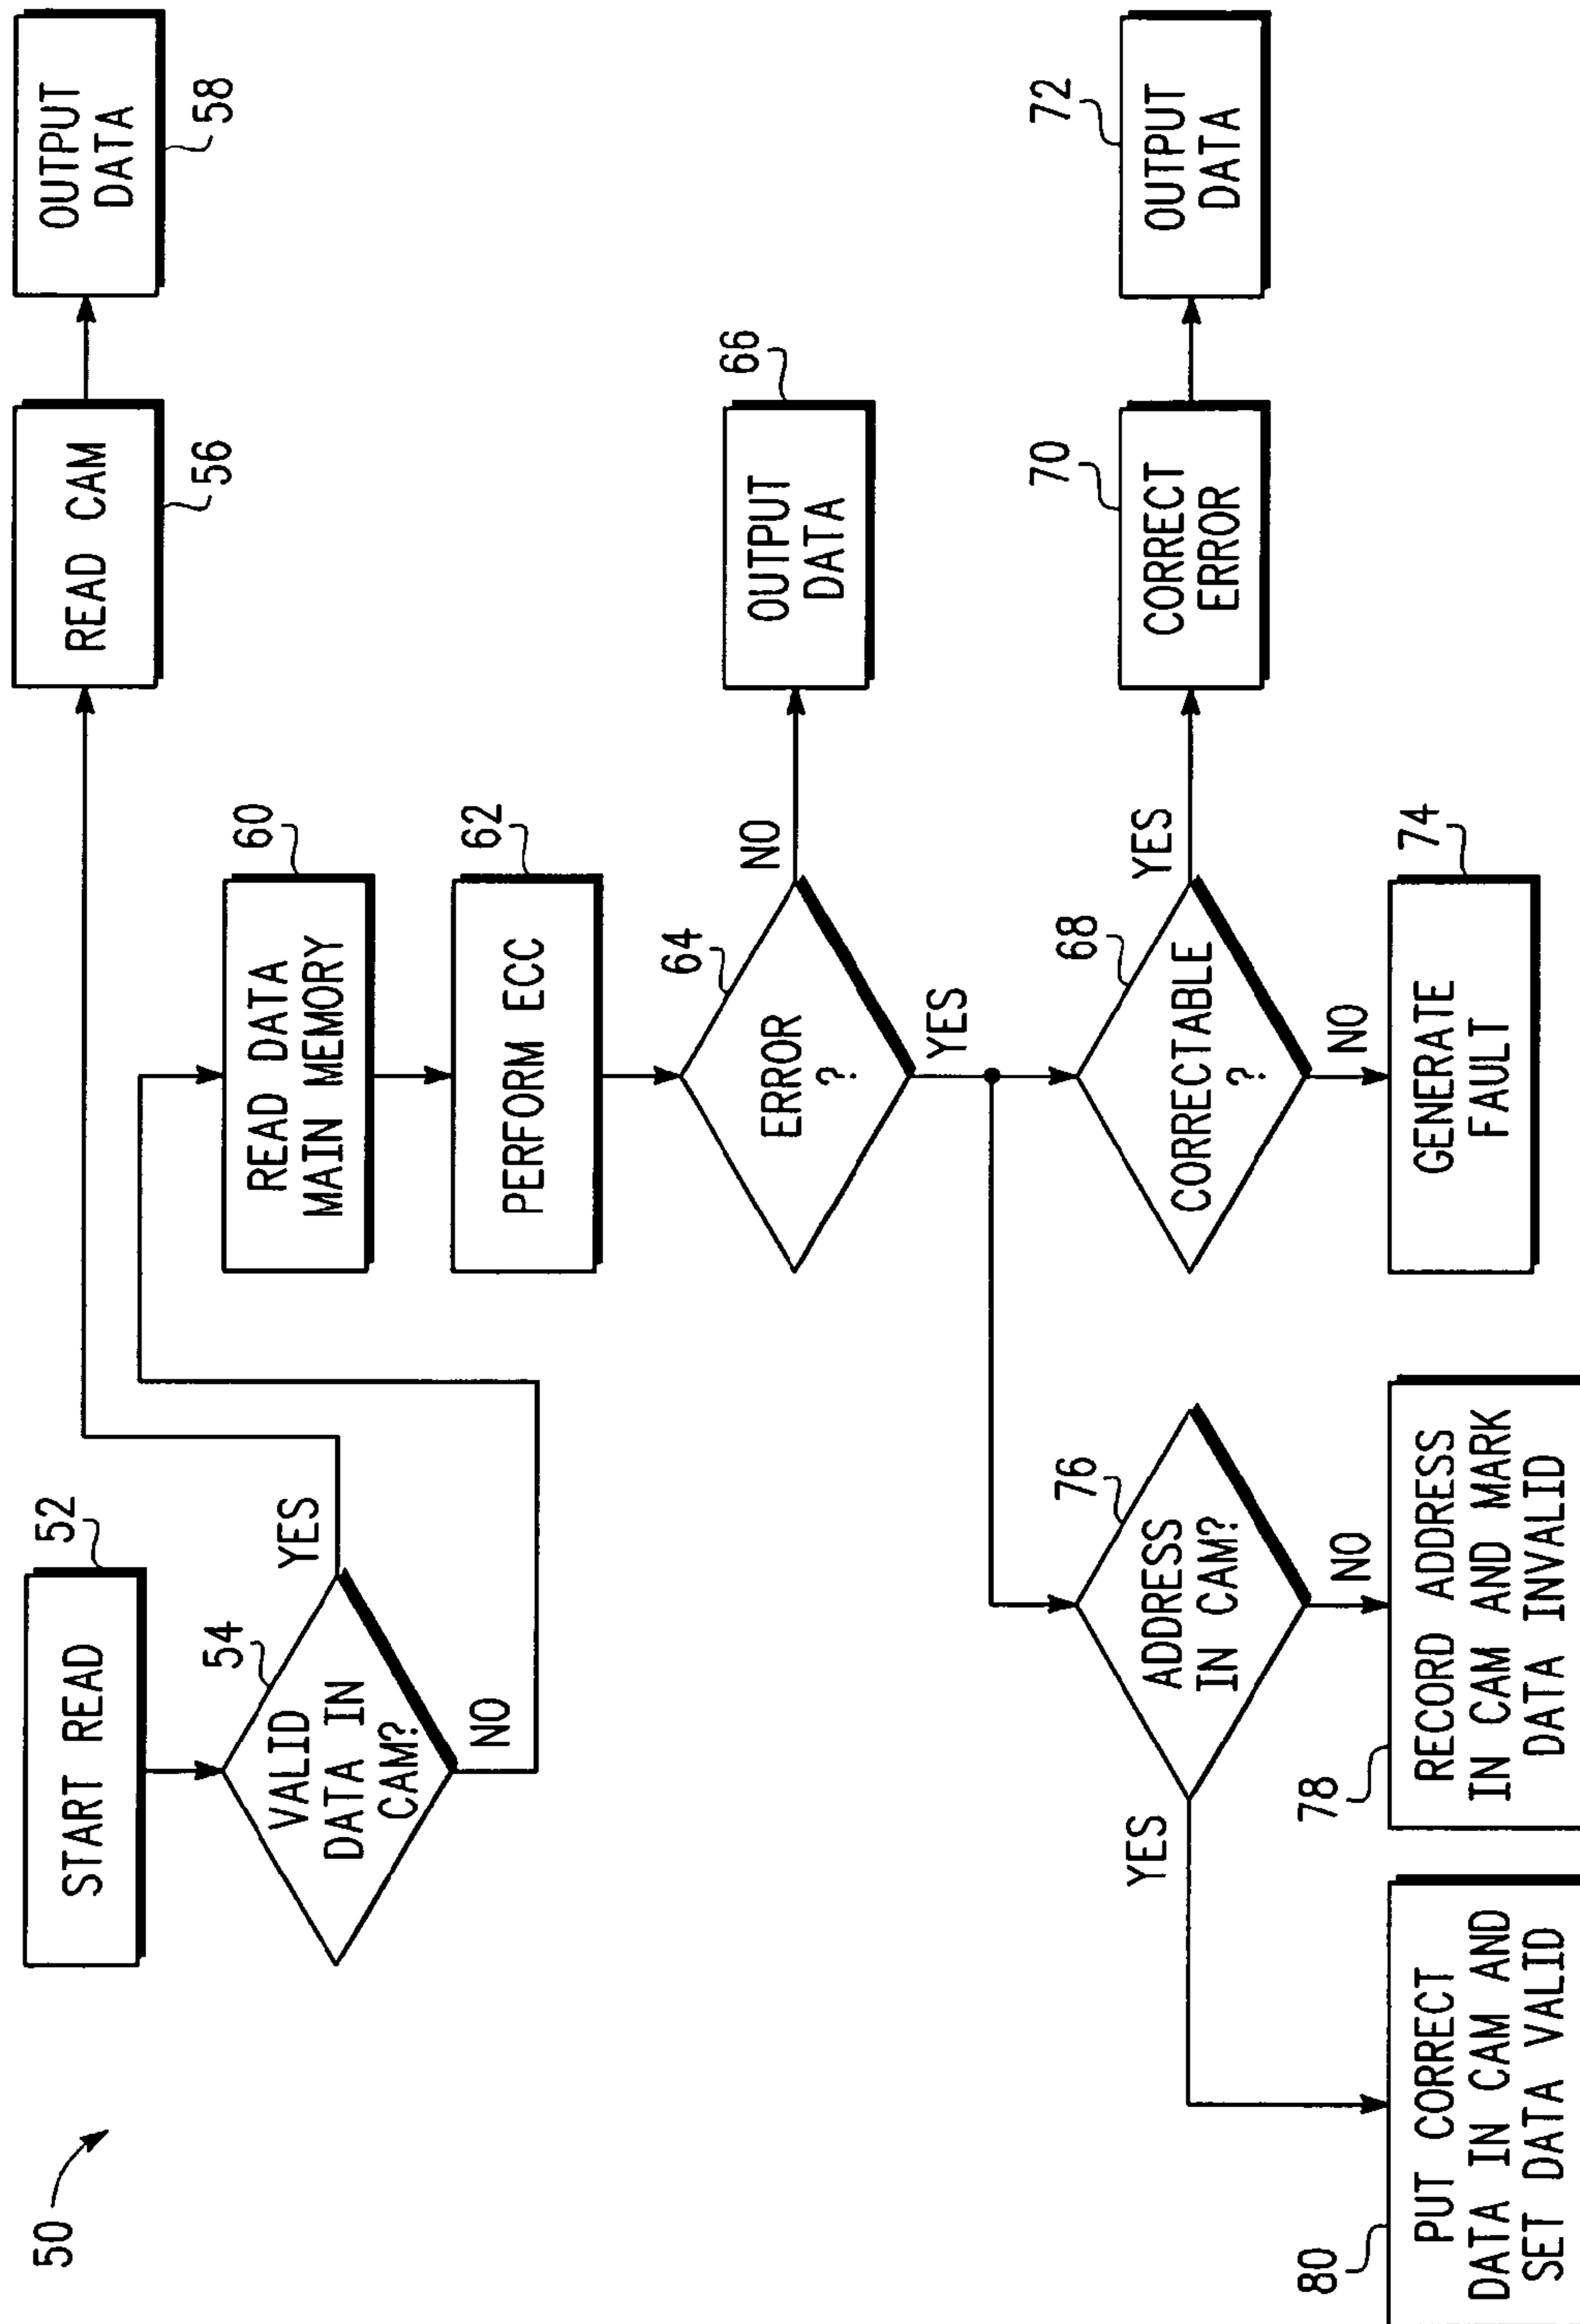 50
START READ
52
VALID
DATA IN
CAM?
54
YES
NO
READ CAM
56
OUTPUT
DATA
58
READ DATA
MAIN MEMORY
60
PERFORM ECC
62
ERROR
?
64
NO
YES
OUTPUT
DATA
66
CORRECTABLE
?
68
YES
NO
CORRECT
ERROR
70
OUTPUT
DATA
72
GENERATE
FAULT
74
ADDRESS
IN CAM?
76
YES
NO
RECORD ADDRESS
IN CAM AND MARK
DATA INVALID
78
PUT CORRECT
DATA IN CAM AND
SET DATA VALID
80